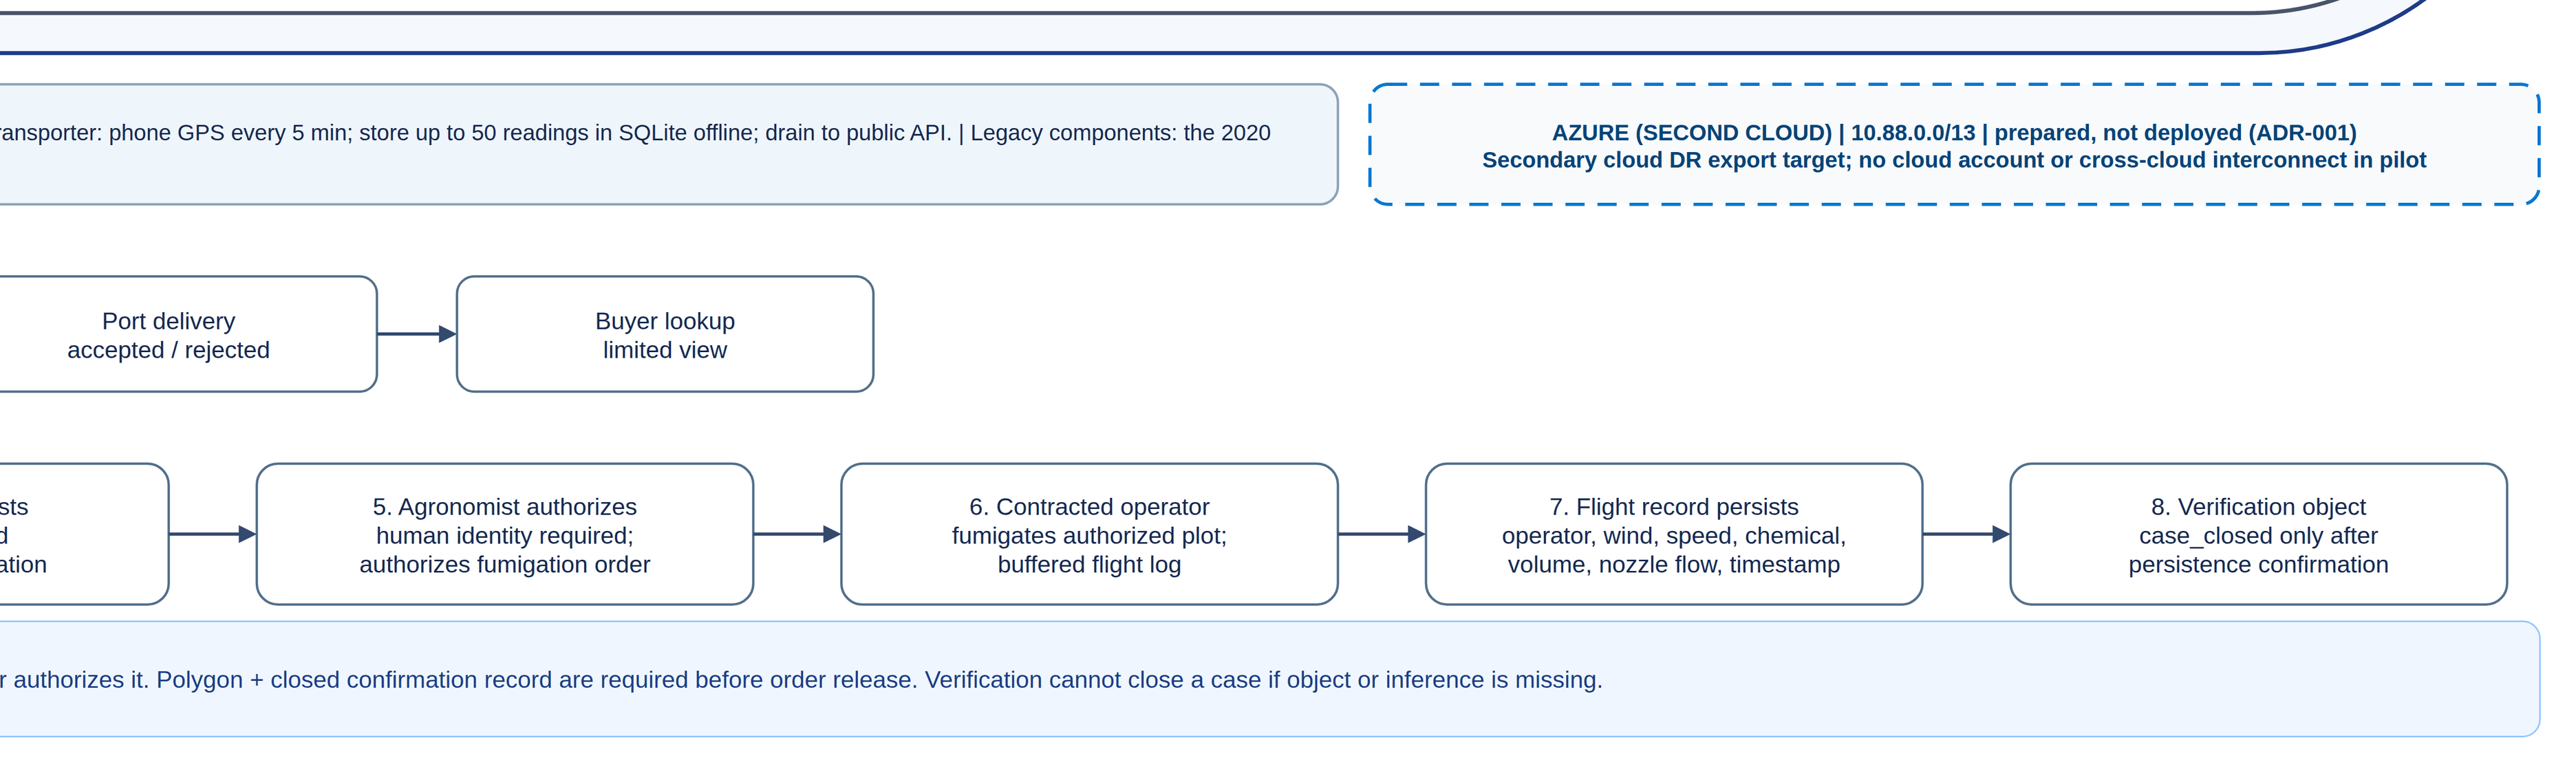 ansporter: phone GPS every 5 min; store up to 50 readings in SQLite offline; drain to public API. | Legacy components: the 2020
AZURE (SECOND CLOUD) | 10.88.0.0/13 | prepared, not deployed (ADR-001)
Secondary cloud DR export target; no cloud account or cross-cloud interconnect in pilot
Port delivery
accepted / rejected
Buyer lookup
limited view
5. Agronomist authorizes
human identity required;
authorizes fumigation order
6. Contracted operator
fumigates authorized plot;
buffered flight log
7. Flight record persists
operator, wind, speed, chemical,
volume, nozzle flow, timestamp
8. Verification object
case_closed only after
persistence confirmation
r authorizes it. Polygon + closed confirmation record are required before order release. Verification cannot close a case if object or inference is missing.